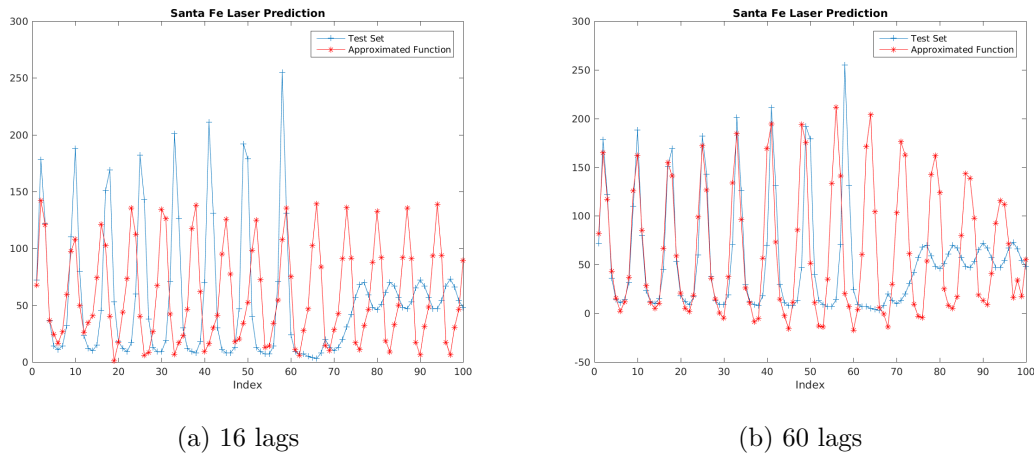 Santa Fe Laser Prediction
300
250
200
150
100
50
0
0 10 20 30 40 50 60 70 80 90 100
Index
Test Set
Approximated Function
(a) 16 lags
Santa Fe Laser Prediction
300
250
200
150
100
50
0
-50
0 10 20 30 40 50 60 70 80 90 100
Index
Test Set
Approximated Function
(b) 60 lags